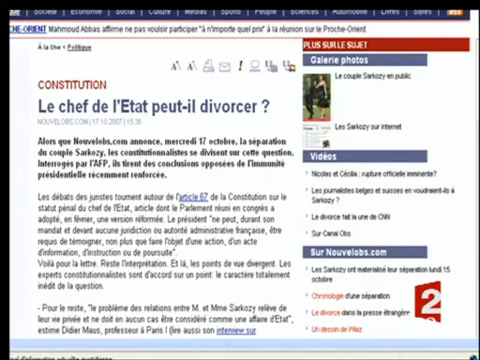 Société
Economie
Social
Culture
Médias
Sports
People
Sciences
Automobile
Livres
Styles
RSS
CHE-ORIENT Mahmoud Abbas affirme ne pas vouloir participer "à n'importe quel prix" à la réunion sur le Proche-Orient
A la Une < Politique
CONSTITUTION
Le chef de l'Etat peut-il divorcer ?
NOUVELOBS.COM | 17.10.2007 | 15:36
Alors que Nouvelobs.com annonce, mercredi 17 octobre, la séparation
du couple Sarkozy, les constitutionnalistes se divisent sur cette question.
Interrogés par l'AFP, ils tirent des conclusions opposées de l'immunité
présidentielle récemment renforcée.
Les débats des juristes tournent autour de l'article 67 de la Constitution sur le
statut pénal du chef de l'Etat, article dont le Parlement réuni en congrès a
adopté, en février, une version réformée. Le président "ne peut, durant son
mandat et devant aucune juridiction ou autorité administrative française, être
requis de témoigner, non plus que faire l'objet d'une action, d'un acte
d'information, d'instruction ou de poursuite".
Voilà pour la lettre. Reste l'interprétation. Et là, les points de vue divergent. Les
experts constitutionnalistes sont d'accord sur un point: le caractère totalement
inédit de la question.
- Pour le reste, "le problème des relations entre M. et Mme Sarkozy relève de
leur vie privée et ne doit en aucun cas être considéré comme une affaire d'Etat",
estime Didier Maus, professeur à Paris I (lire aussi son interview sur
PLUS SUR LE SUJET
Galerie photos
Le couple Sarkozy en public
Les Sarkozy sur internet
Vidéos
Nicolas et Cécilia : rupture officielle imminente?
Les journalistes belges et suisses en voudraient-ils à
Sarkozy?
Le divorce fait la une de CNN
Sur Canal Obs
Sur Nouvelobs.com
Les Sarkozy ont matérialisé leur séparation lundi 15
octobre
Chronologie d'une séparation
Le divorce dans la presse étrangère
Un dessin de Wiaz
2